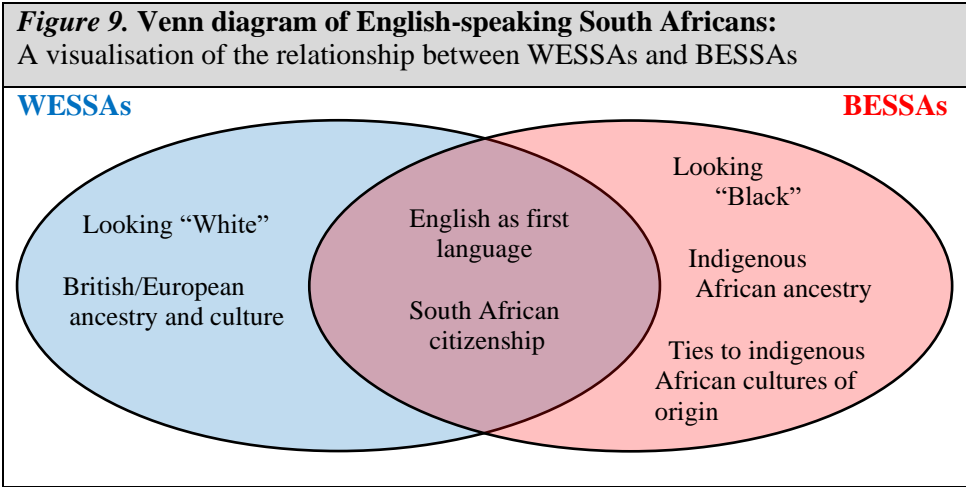 Figure 9. Venn diagram of English-speaking South Africans:
A visualisation of the relationship between WESSAs and BESSAs
WESSAs
BESSAs
Looking “White”
British/European
ancestry and culture
English as first
language
South African
citizenship
Looking
“Black”
Indigenous
African ancestry
Ties to indigenous
African cultures of
origin